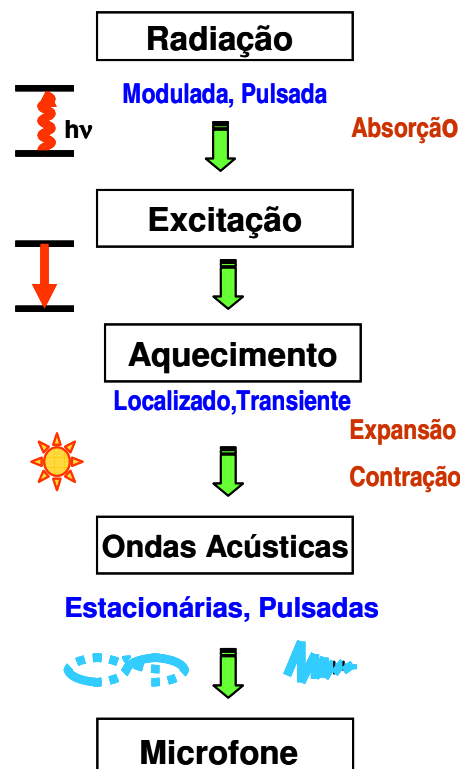 Radiação
Modulada, Pulsada
hν
Absorção
Excitação
Aquecimento
Localizado,Transiente
Expansão
Contração
Ondas Acústicas
Estacionárias, Pulsadas
Microfone